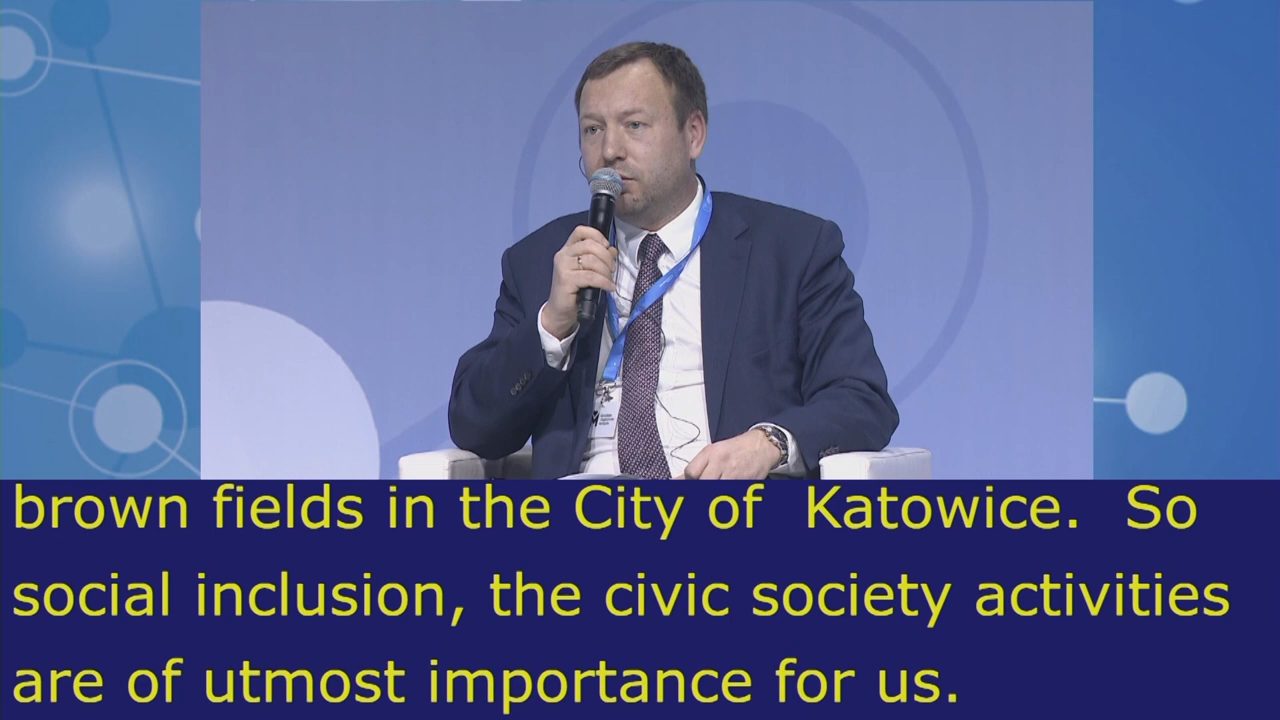 brown fields in the City of  Katowice.  So
social inclusion, the civic society activities
are of utmost importance for us.